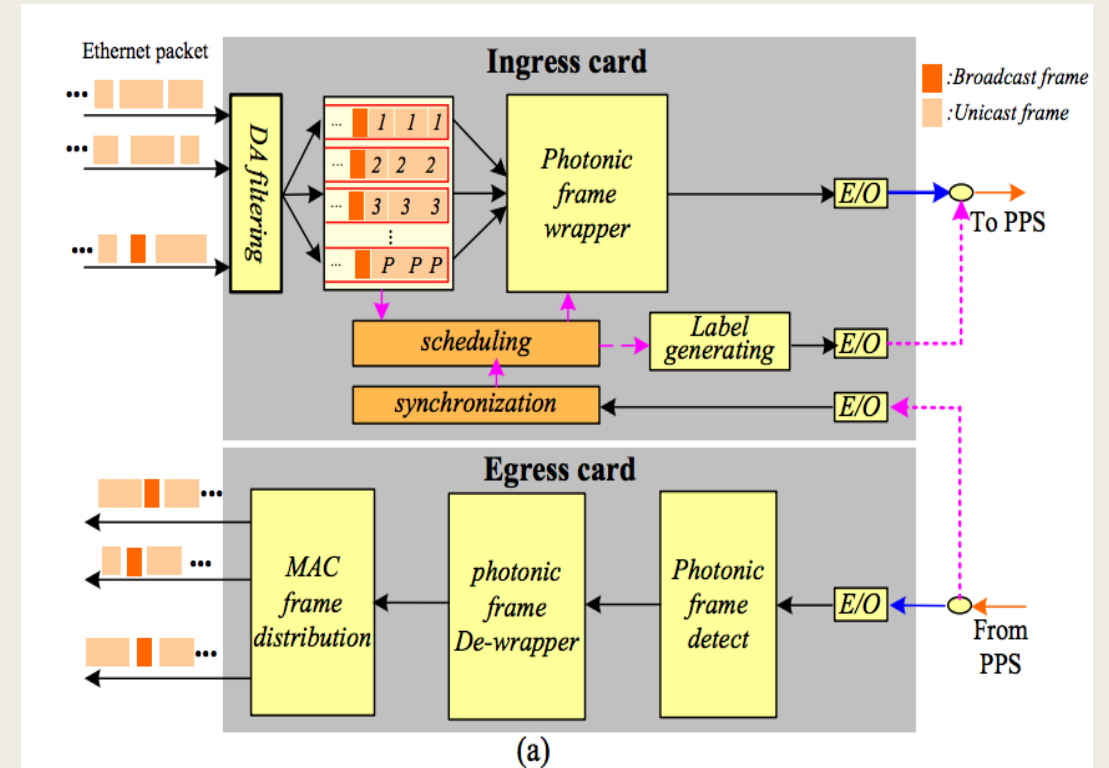 Ethernet packet
Ingress card
:Broadcast frame
:Unicast frame
DA filtering
... 1 1 1
... 2 2 2
... 3 3 3
... P P P
Photonic
frame
wrapper
E/O
To PPS
scheduling
Label
generating
E/O
synchronization
E/O
Egress card
MAC
frame
distribution
photonic
frame
De-wrapper
Photonic
frame
detect
E/O
From
PPS
(a)